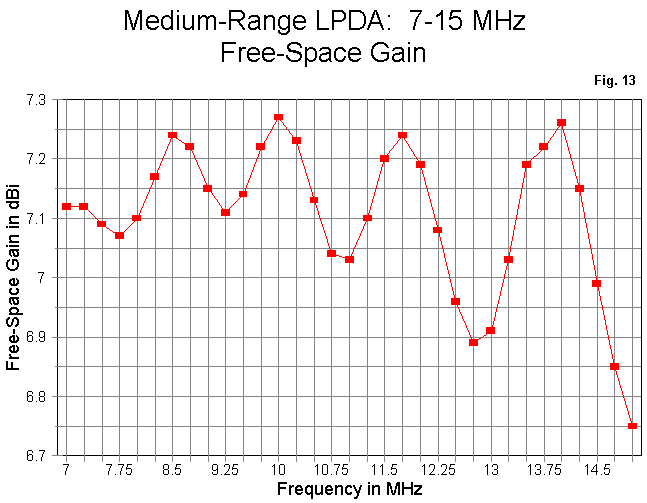 Medium-Range LPDA:  7-15 MHz
Free-Space Gain
Fig. 13
Free-Space Gain in dBi
7.3
7.2
7.1
7
6.9
6.8
6.7
7 7.75 8.5 9.25 10 10.75 11.5 12.25 13 13.75 14.5
Frequency in MHz